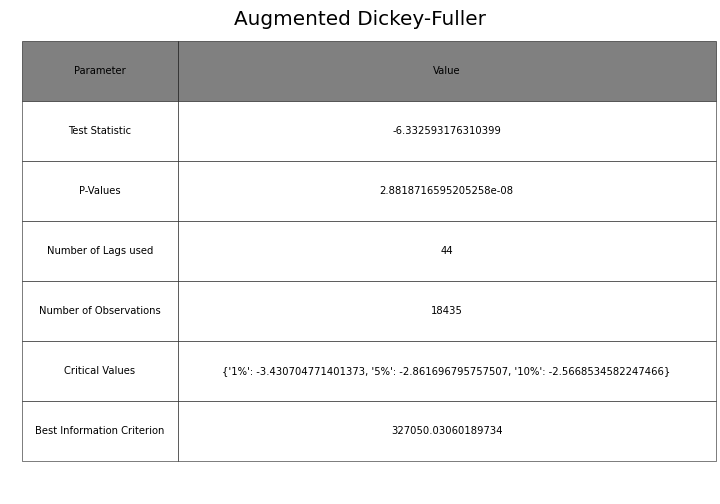 Augmented Dickey-Fuller
Parameter Value
Test Statistic -6.332593176310399
P-Values 2.8818716595205258e-08
Number of Lags used 44
Number of Observations 18435
Critical Values {'1%': -3.430704771401373, '5%': -2.861696795757507, '10%': -2.5668534582247466}
Best Information Criterion 327050.03060189734